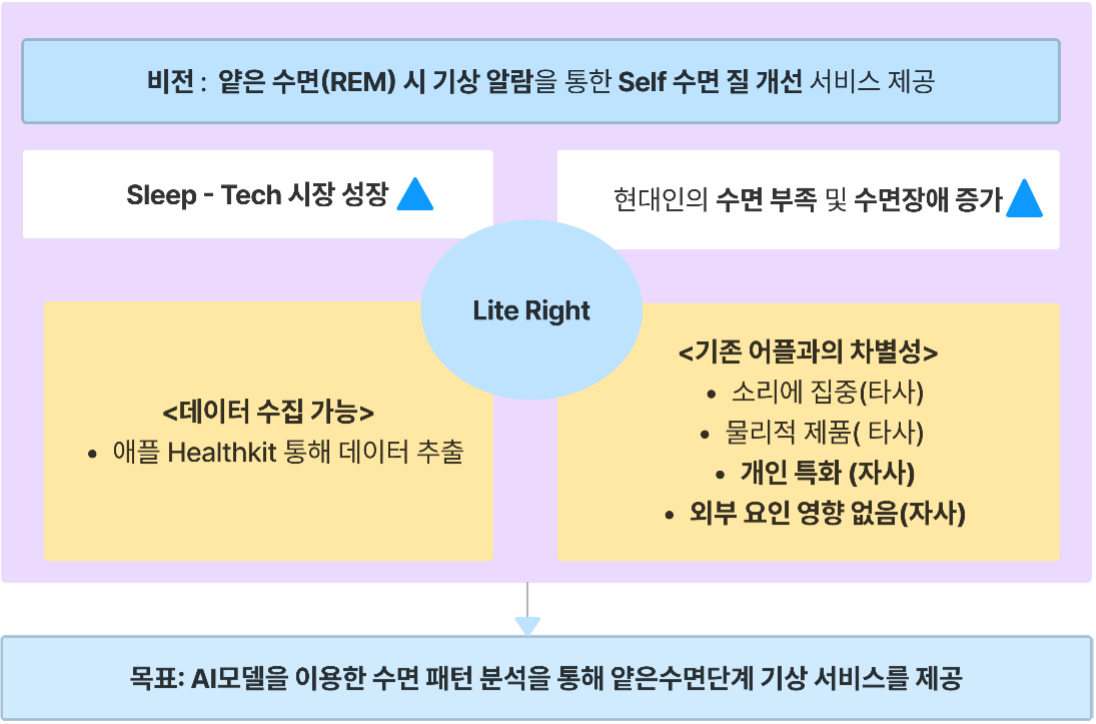 비전 : 얕은 수면(REM) 시 기상 알람을 통한 Self 수면 질 개선 서비스 제공
Sleep - Tech 시장 성장
현대인의 수면 부족 및 수면장애 증가
Lite Right
<데이터 수집 가능>
• 애플 Healthkit 통해 데이터 추출
<기존 어플과의 차별성>
• 소리에 집중(타사)
• 물리적 제품( 타사)
• 개인 특화 (자사)
• 외부 요인 영향 없음(자사)
목표: AI모델을 이용한 수면 패턴 분석을 통해 얕은수면단계 기상 서비스를 제공